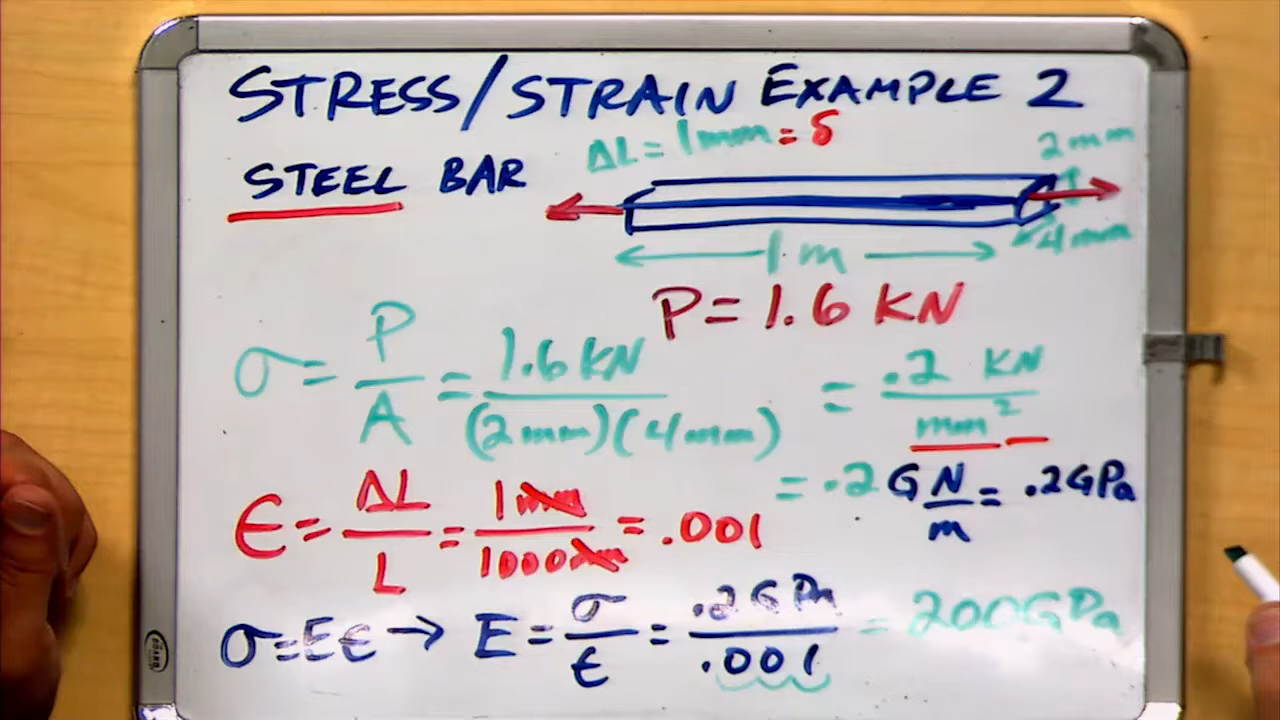 STRESS/STRAIN EXAMPLE 2
ΔL = 1mm = δ
2mm
STEEL BAR
4mm
1m
P = 1.6 KN
σ = P/A = 1.6 KN/(2mm)(4mm) = .2 KN/mm²
= .2 G N/m = .2GPa
ϵ = ΔL/L = 1mm/1000mm = .001
σ = Eϵ → E = σ/ϵ = .2GPa/.001 = 200GPa